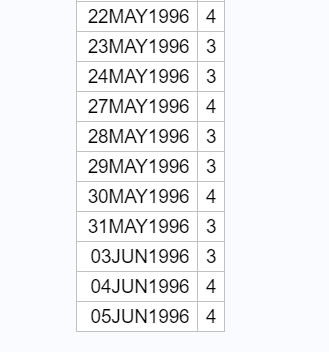 22MAY1996 4
23MAY1996 3
24MAY1996 3
27MAY1996 4
28MAY1996 3
29MAY1996 3
30MAY1996 4
31MAY1996 3
03JUN1996 3
04JUN1996 4
05JUN1996 4